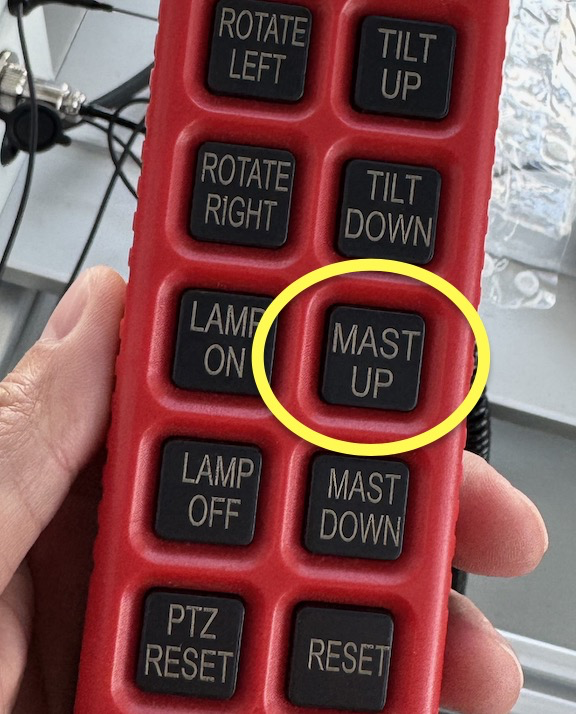 ROTATE
LEFT
TILT
UP
ROTATE
RIGHT
TILT
DOWN
LAMP
ON
MAST
UP
LAMP
OFF
MAST
DOWN
PTZ
RESET
RESET